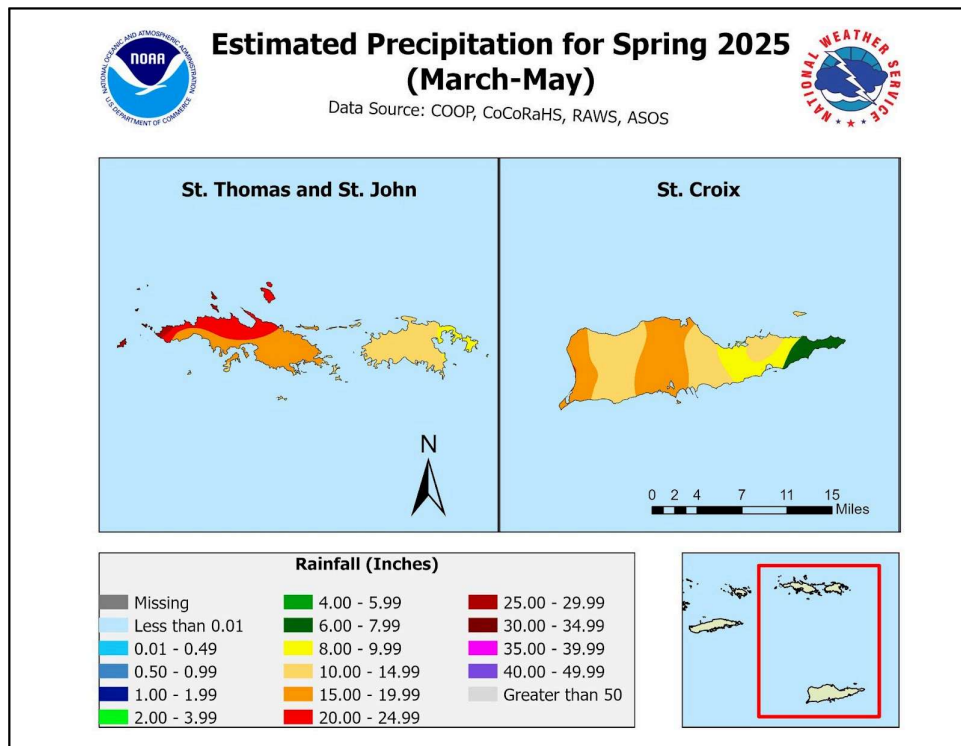 Estimated Precipitation for Spring 2025
(March-May)
Data Source: COOP, CoCoRaHS, RAWS, ASOS
NATIONAL OCEANIC AND ATMOSPHERIC ADMINISTRATION
NOAA
U.S. DEPARTMENT OF COMMERCE
NATIONAL WEATHER SERVICE
St. Thomas and St. John
St. Croix
N
0 2 4 7 11 15
Miles
Rainfall (Inches)
Missing
Less than 0.01
0.01 - 0.49
0.50 - 0.99
1.00 - 1.99
2.00 - 3.99
4.00 - 5.99
6.00 - 7.99
8.00 - 9.99
10.00 - 14.99
15.00 - 19.99
20.00 - 24.99
25.00 - 29.99
30.00 - 34.99
35.00 - 39.99
40.00 - 49.99
Greater than 50